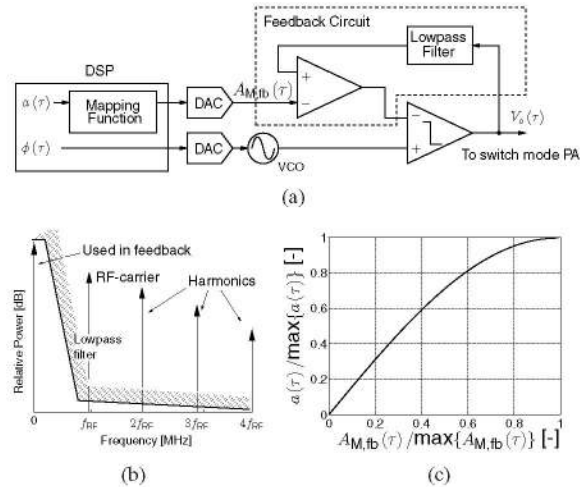 Feedback Circuit
Lowpass
Filter
DSP
a(τ)
Mapping
Function
DAC
A_M,fb(τ)
+
−
ϕ(τ)
DAC
VCO
−
+
V_o(τ)
To switch mode PA
(a)
Relative Power [dB]
Used in feedback
RF-carrier
Harmonics
Lowpass
filter
0 f_RF 2f_RF 3f_RF 4f_RF
Frequency [MHz]
(b)
a(τ)/max{a(τ)} [-]
1
0.8
0.6
0.4
0.2
0
0 0.2 0.4 0.6 0.8 1
A_M,fb(τ)/max{A_M,fb(τ)} [-]
(c)